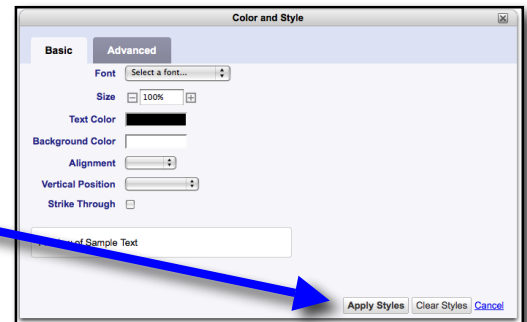 Color and Style
Basic Advanced
Font Select a font...
Size 100%
Text Color
Background Color
Alignment
Vertical Position
Strike Through
of Sample Text
Apply Styles Clear Styles Cancel